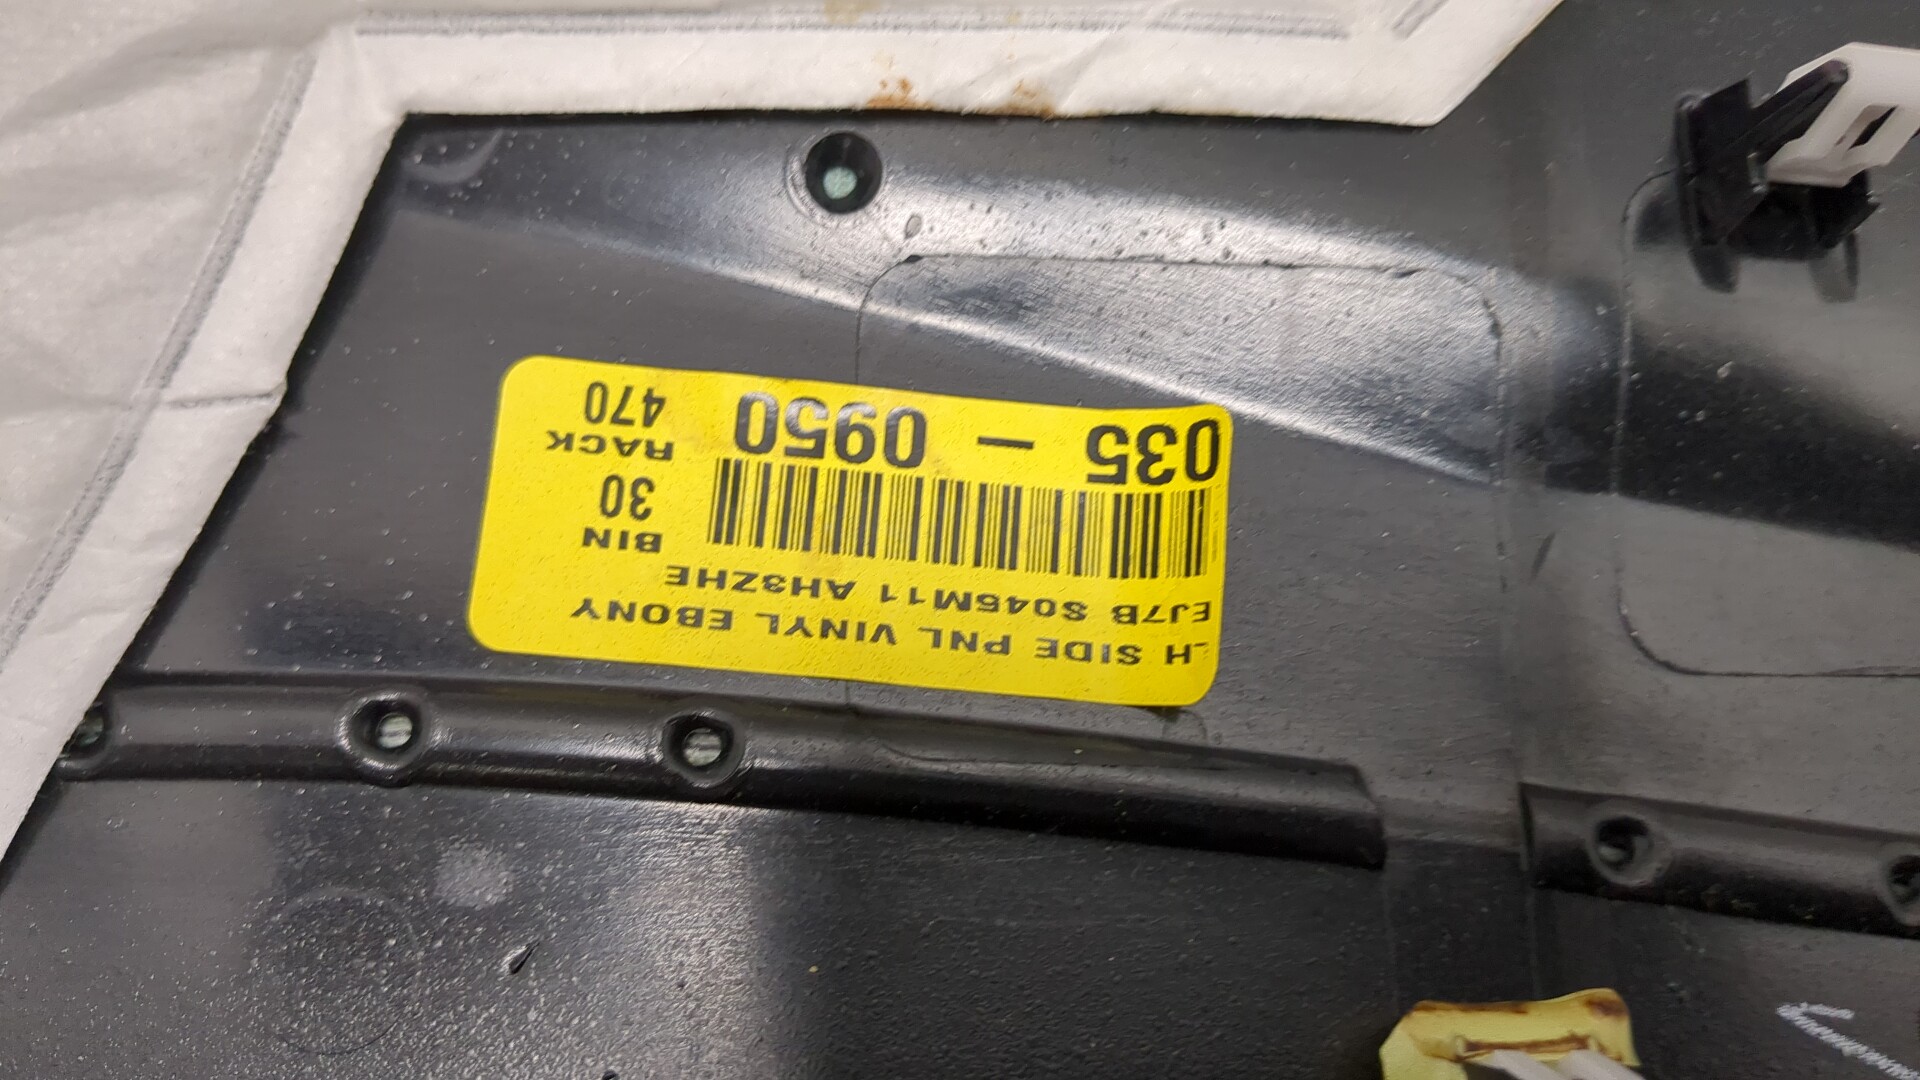 LH SIDE PNL VINYL EBONY
EJ7B S045M11 AH3ZHE
BIN
30
RACK
470
035 - 0950